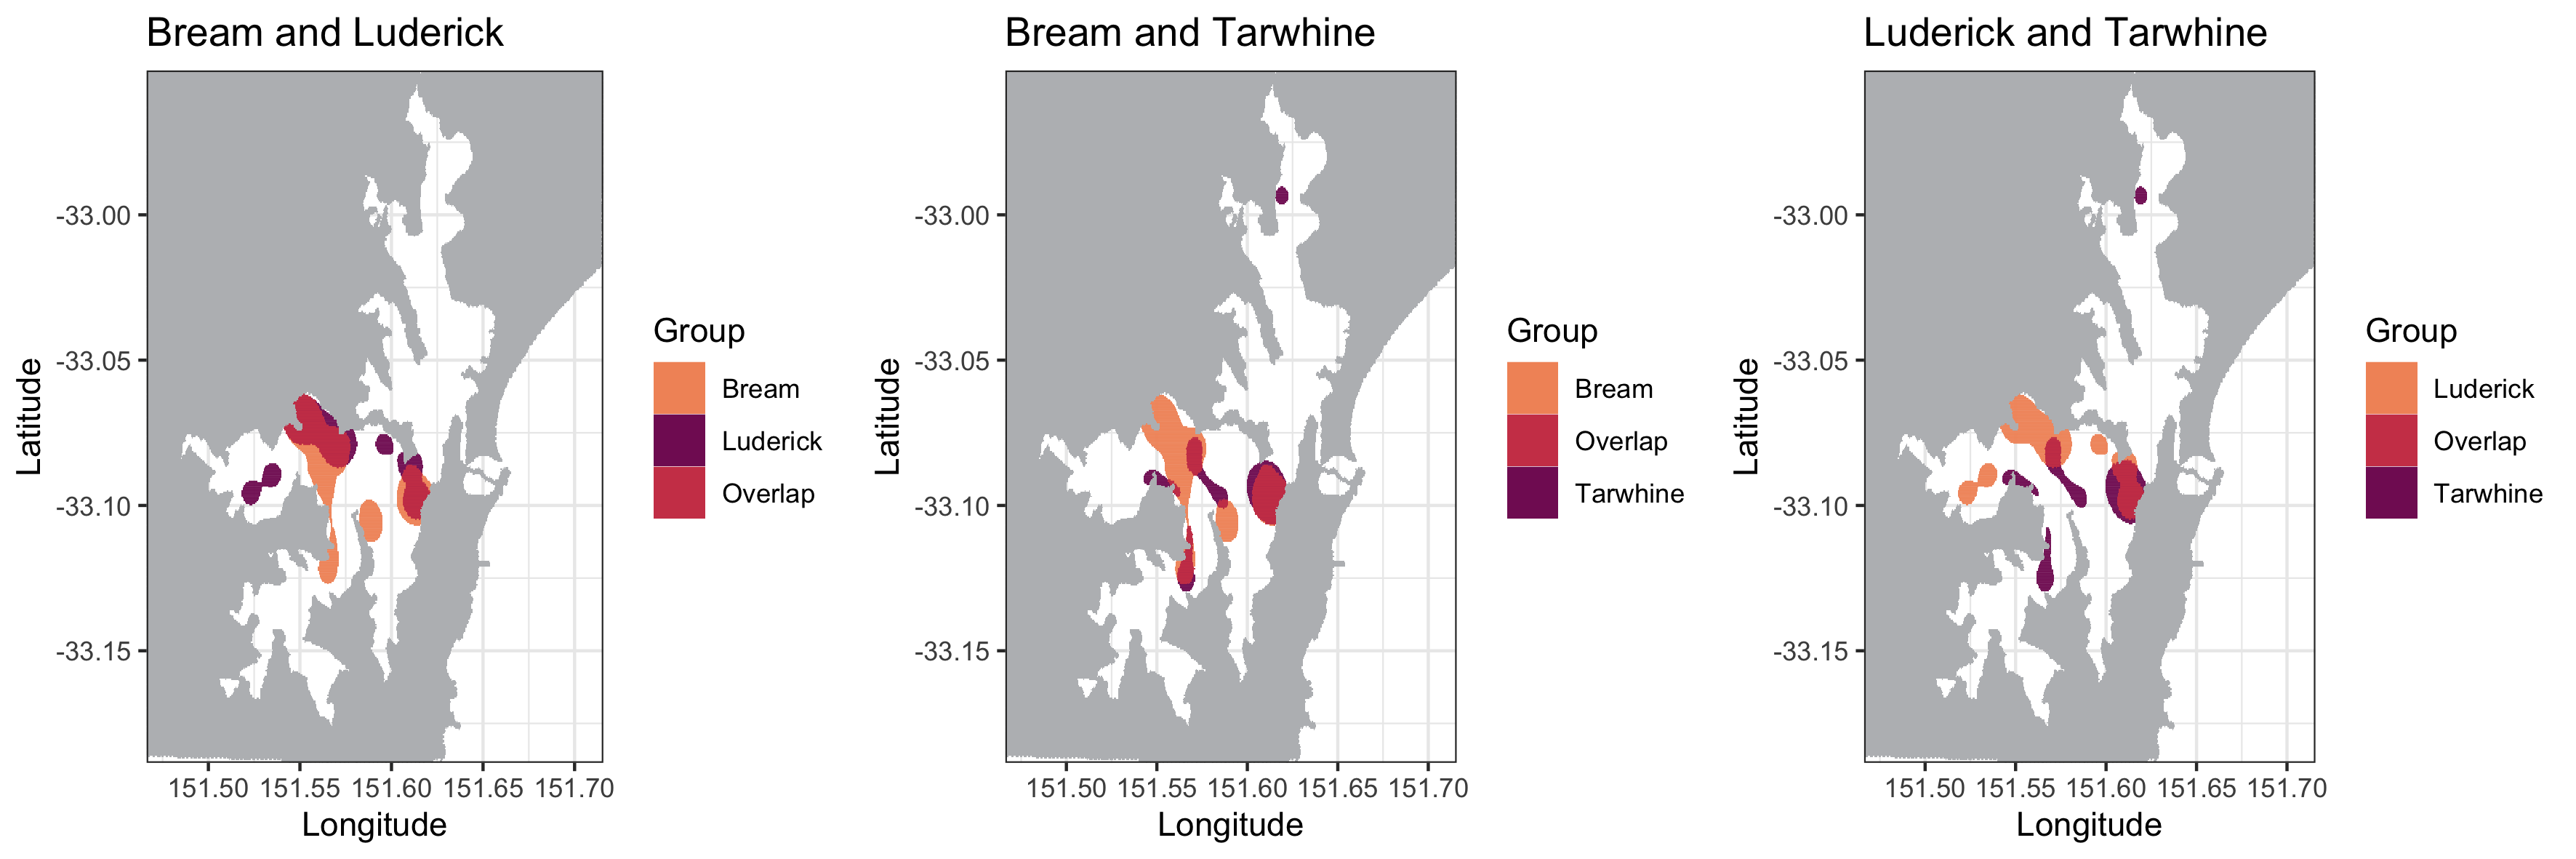 Bream and Luderick
Latitude
-33.00
-33.05
-33.10
-33.15
151.50 151.55 151.60 151.65 151.70
Longitude
Group
Bream
Luderick
Overlap
Bream and Tarwhine
Latitude
-33.00
-33.05
-33.10
-33.15
151.50 151.55 151.60 151.65 151.70
Longitude
Group
Bream
Overlap
Tarwhine
Luderick and Tarwhine
Latitude
-33.00
-33.05
-33.10
-33.15
151.50 151.55 151.60 151.65 151.70
Longitude
Group
Luderick
Overlap
Tarwhine